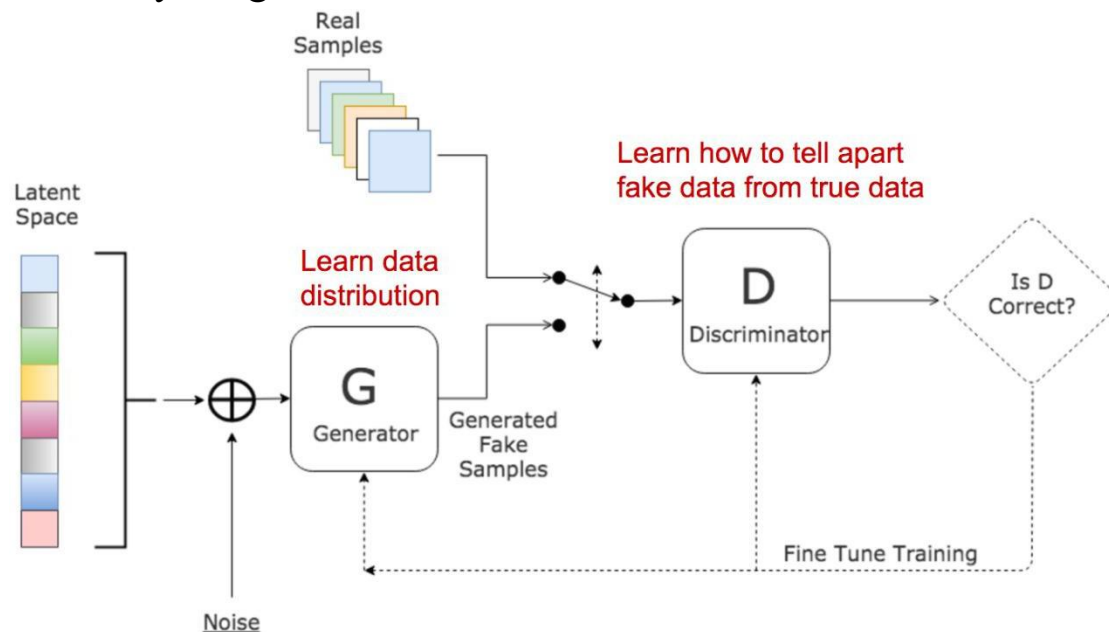 Real
Samples
Latent
Space
Learn data
distribution
Learn how to tell apart
fake data from true data
G
Generator
Generated
Fake
Samples
D
Discriminator
Is D
Correct?
Fine Tune Training
Noise